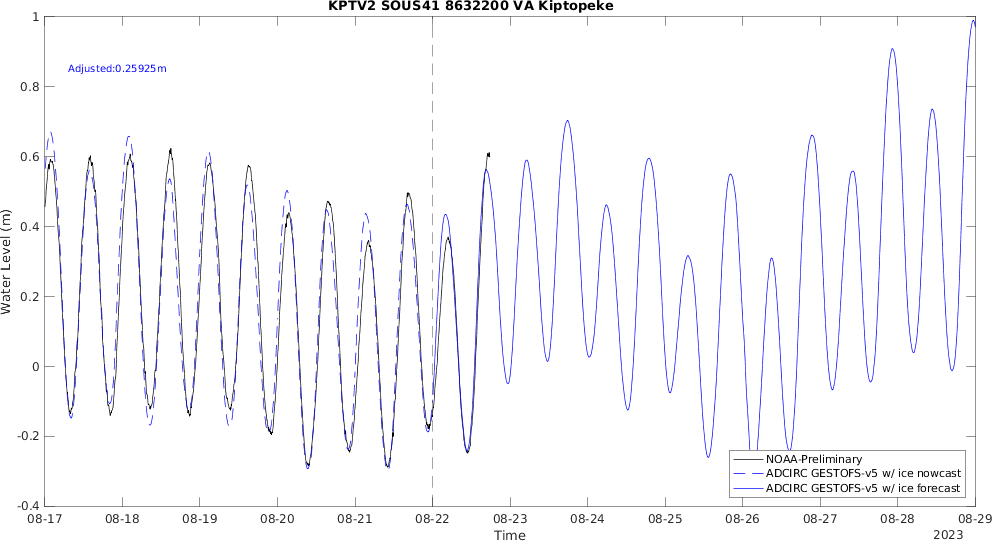 KPTV2 SOUS41 8632200 VA Kiptopeke
Adjusted:0.25925m
Water Level (m)
1
0.8
0.6
0.4
0.2
0
-0.2
-0.4
NOAA-Preliminary
ADCIRC GESTOFS-v5 w/ ice nowcast
ADCIRC GESTOFS-v5 w/ ice forecast
08-17 08-18 08-19 08-20 08-21 08-22 08-23 08-24 08-25 08-26 08-27 08-28 08-29
Time
2023